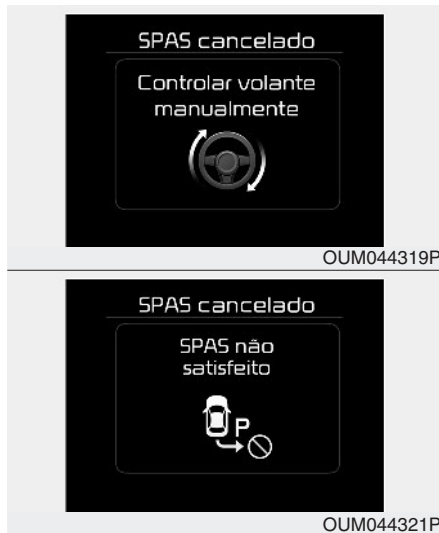 SPAS cancelado
Controlar volante
manualmente
OUM044319P
SPAS cancelado
SPAS não
satisfeito
P
OUM044321P